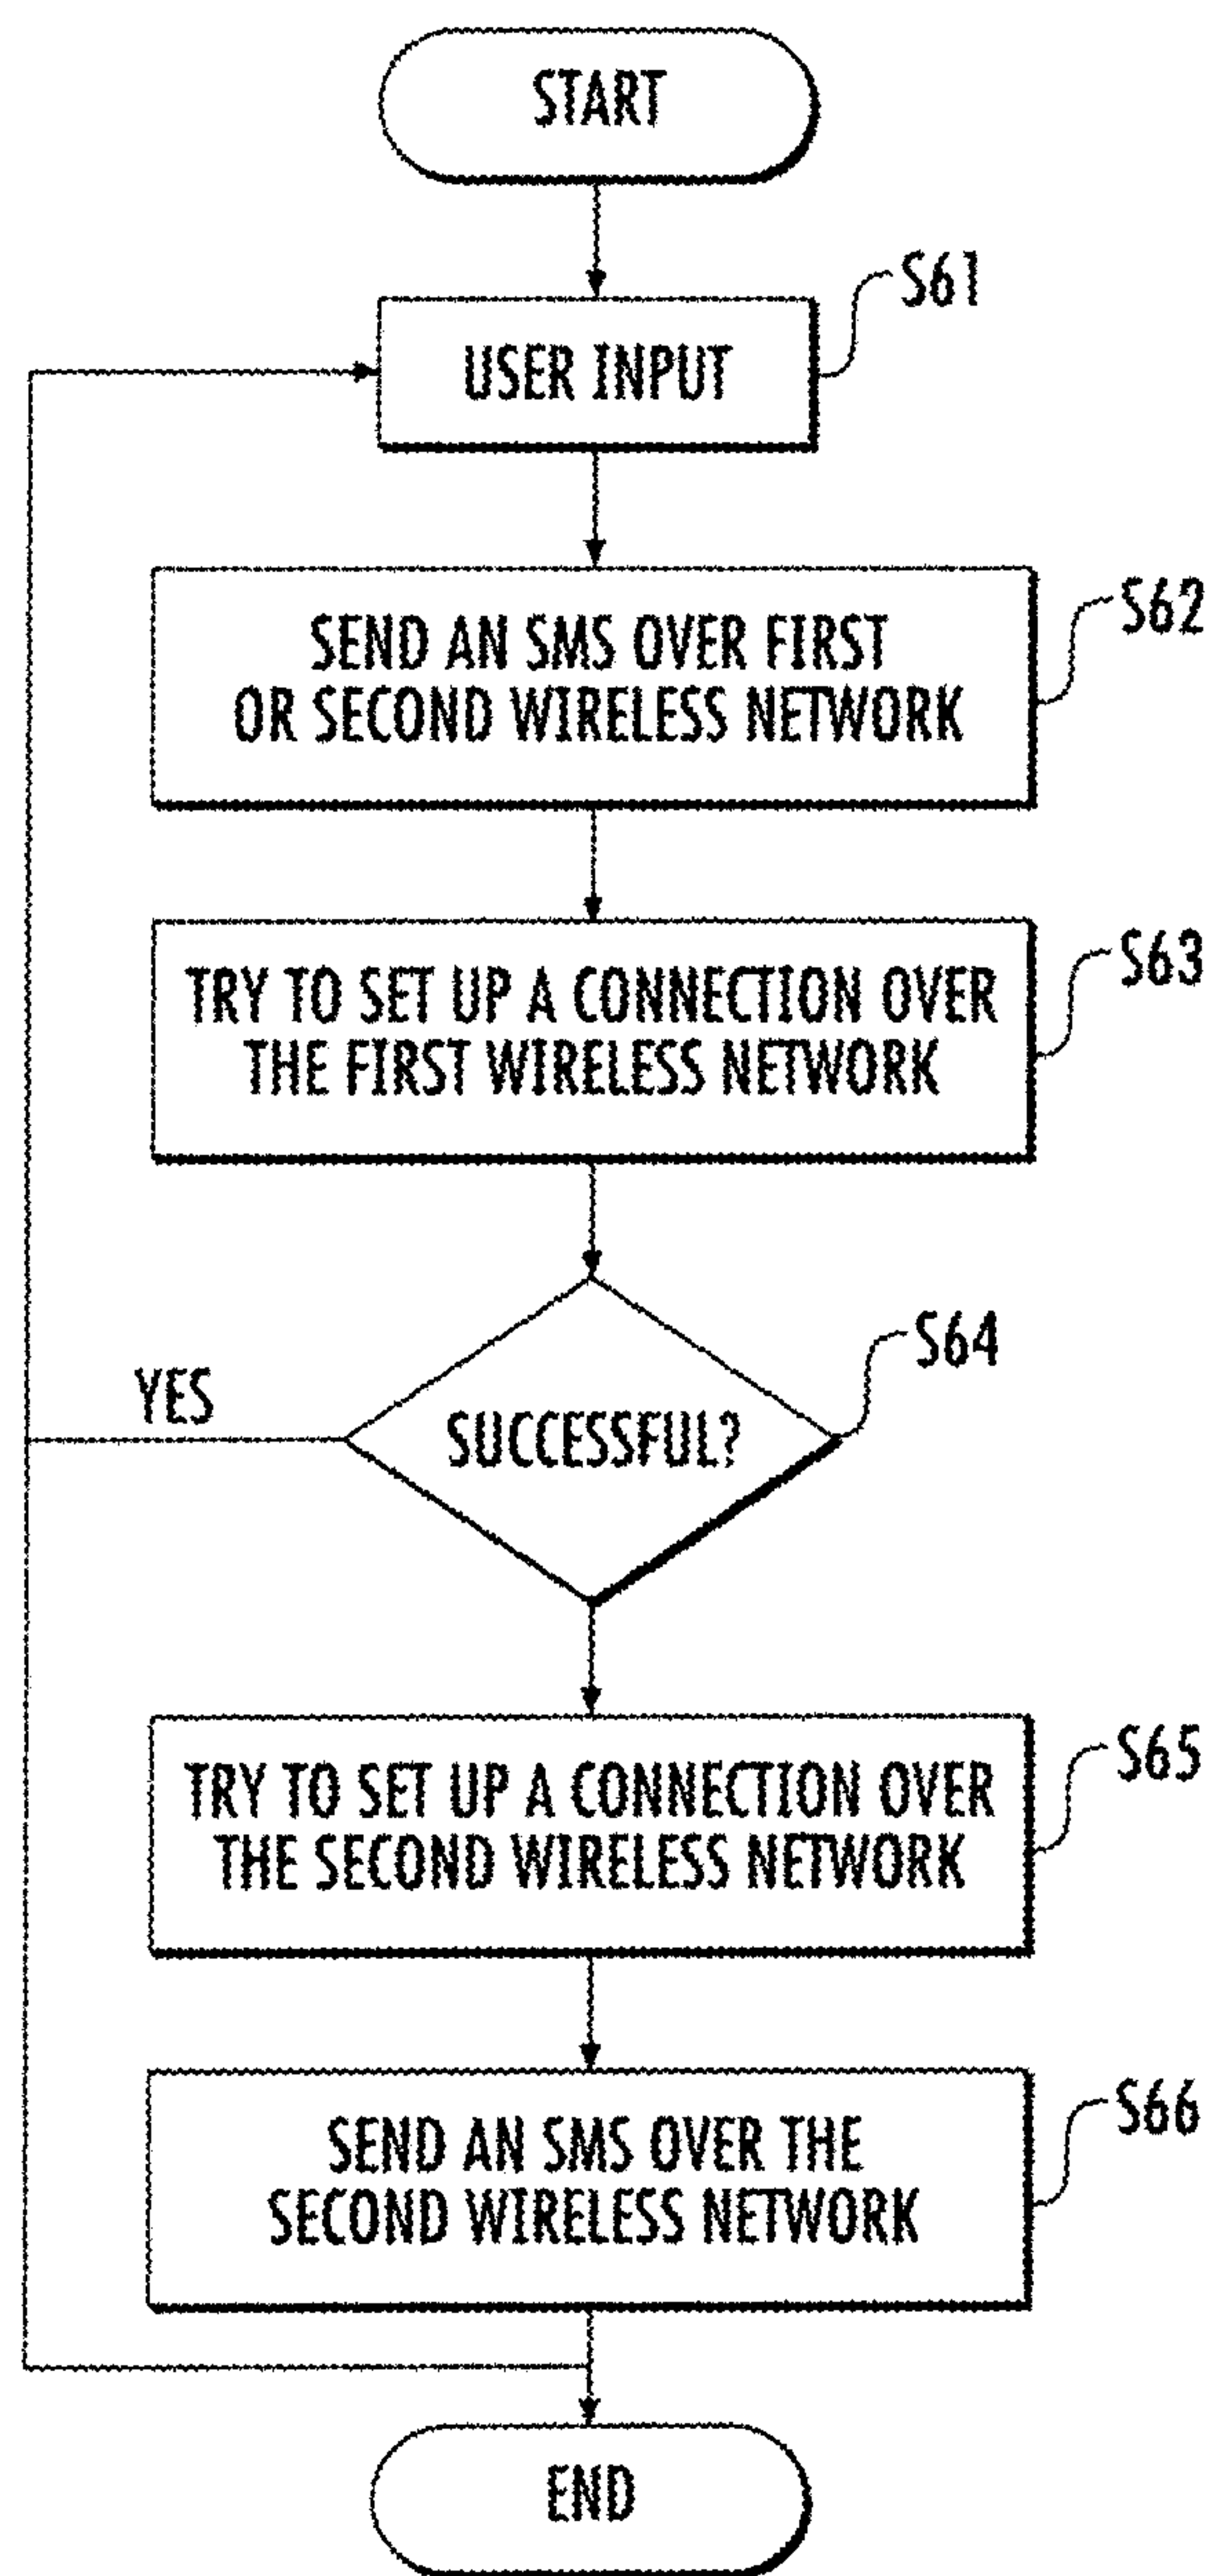 START
S61
USER INPUT
S62
SEND AN SMS OVER FIRST
OR SECOND WIRELESS NETWORK
S63
TRY TO SET UP A CONNECTION OVER
THE FIRST WIRELESS NETWORK
S64
YES
SUCCESSFUL?
S65
TRY TO SET UP A CONNECTION OVER
THE SECOND WIRELESS NETWORK
S66
SEND AN SMS OVER THE
SECOND WIRELESS NETWORK
END